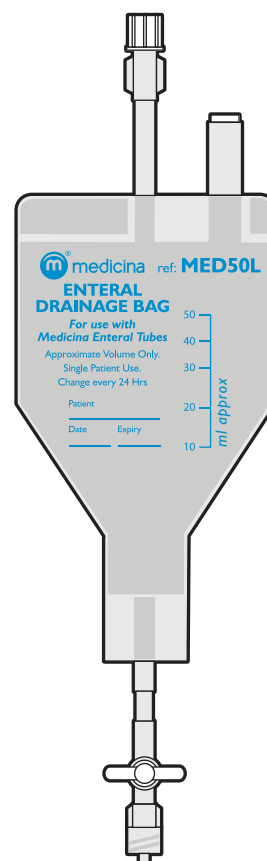 m® medicina ref: MED50L
ENTERAL
DRAINAGE BAG
For use with
Medicina Enteral Tubes
Approximate Volume Only.
Single Patient Use.
Change every 24 Hrs
Patient
Date Expiry
50
40
30
20
10
ml approx